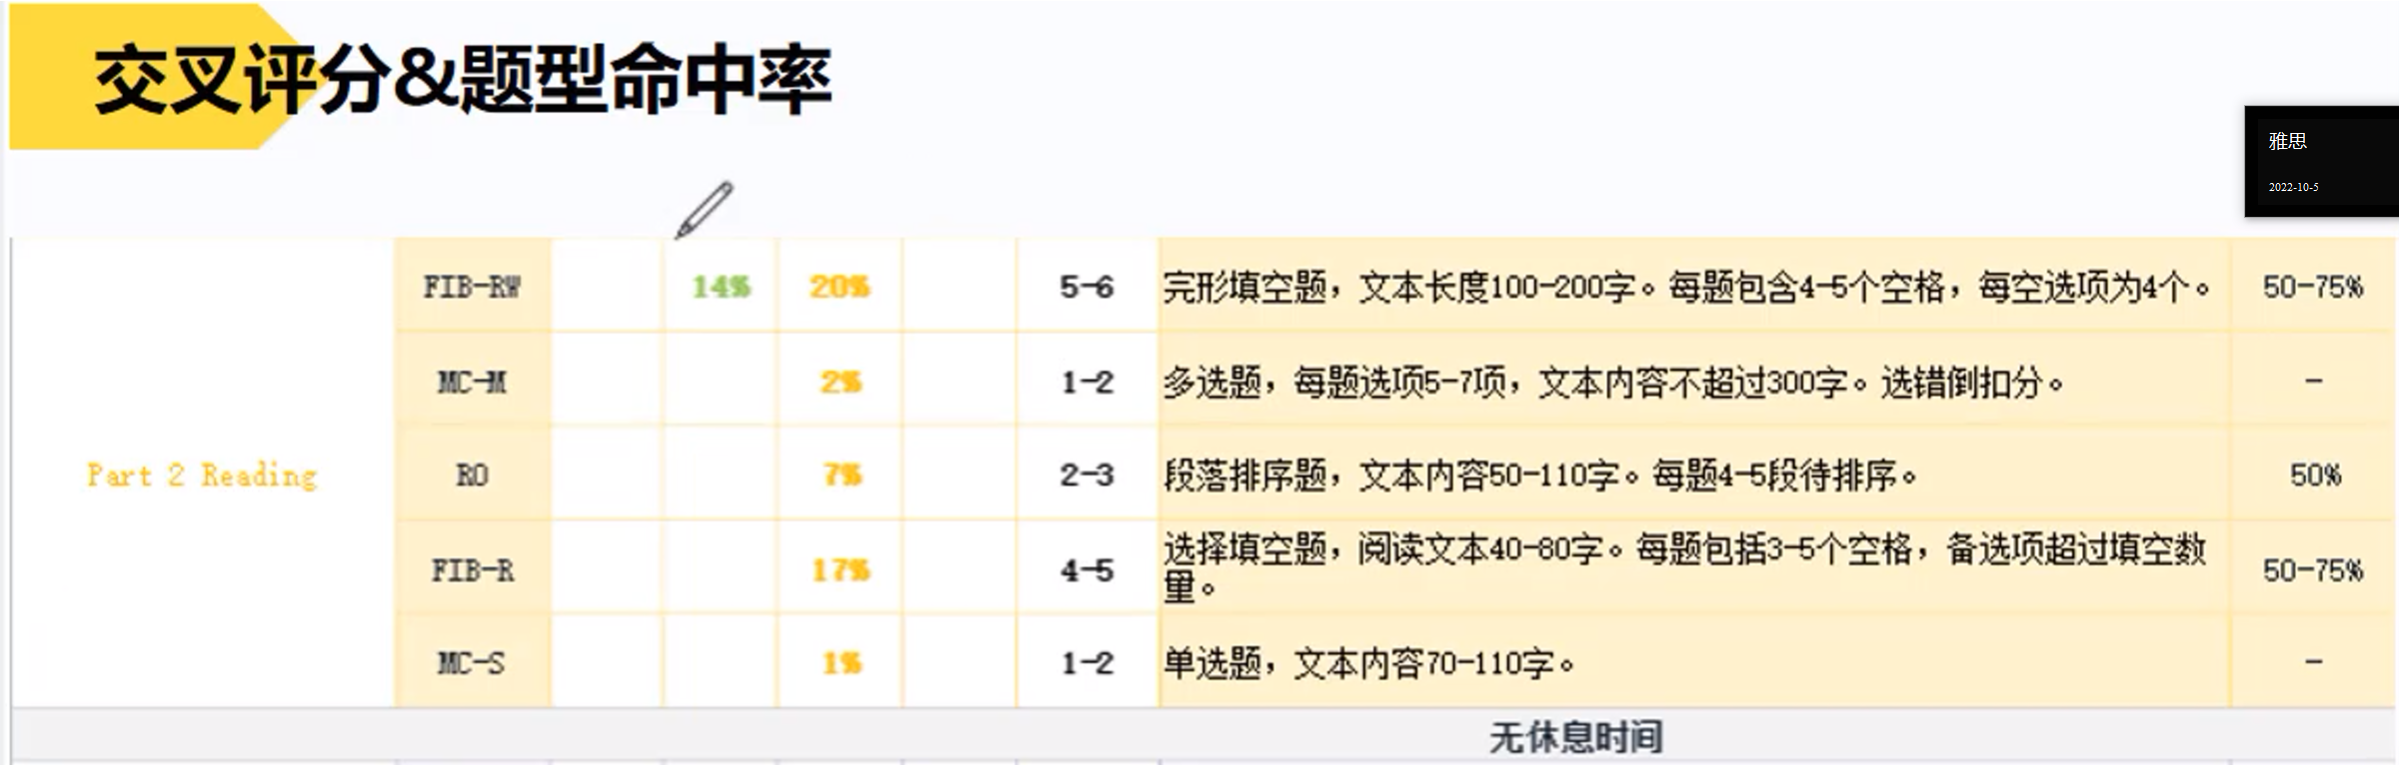 交叉评分&题型命中率
雅思
2022-10-5
FIB-RW 14% 20% 5-6 完形填空题，文本长度100-200字。每题包含4-5个空格，每空选项为4个。 50-75%
MC-M 2% 1-2 多选题，每题选项5-7项，文本内容不超过300字。选错倒扣分。 -
Part 2 Reading RO 7% 2-3 段落排序题，文本内容50-110字。每题4-5段待排序。 50%
FIB-R 17% 4-5 选择填空题，阅读文本40-80字。每题包括3-5个空格，备选项超过填空数
量。 50-75%
MC-S 1% 1-2 单选题，文本内容70-110字。 -
无休息时间